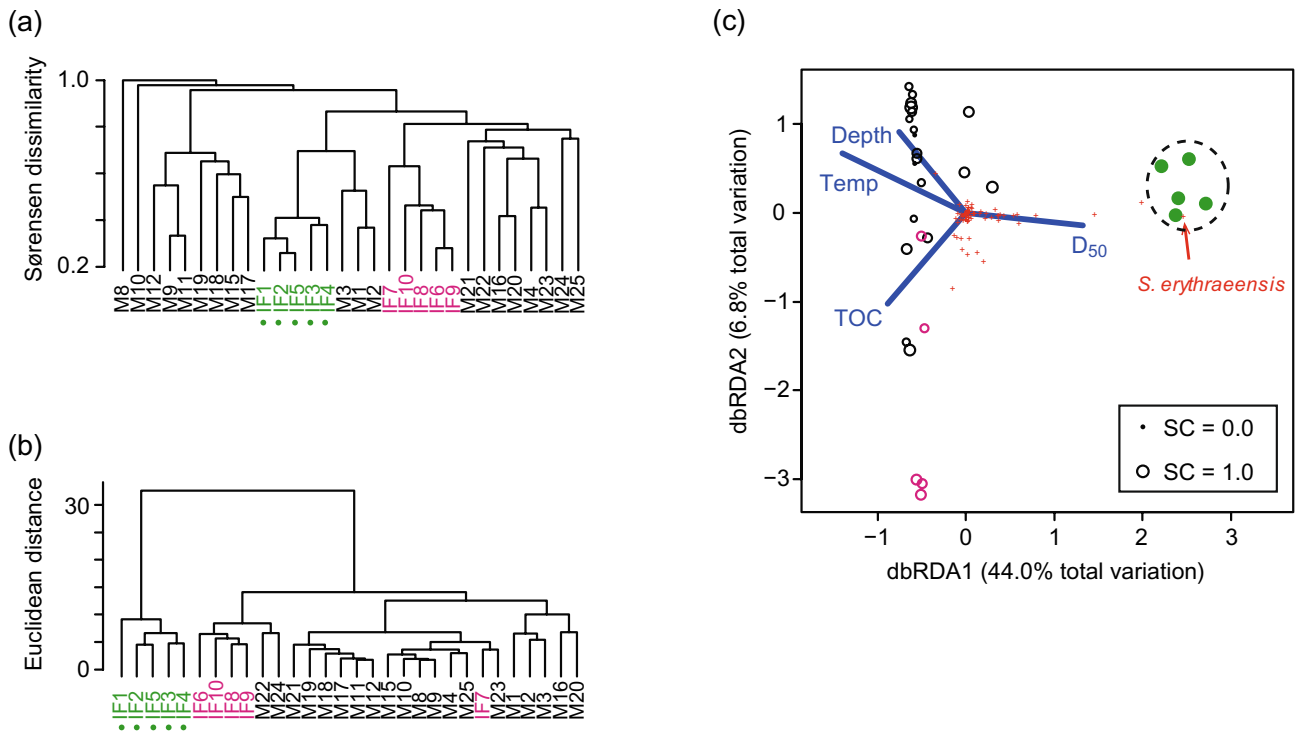 (a)
Sørensen dissimilarity
1.0
0.2
M8 M10 M12 M9 M11 M19 M18 M15 M17 IF1 IF2 IF5 IF3 IF4 M3 M1 M2 IF7 IF10 IF8 IF6 IF9 M21 M22 M16 M20 M4 M23 M24 M25
(b)
Euclidean distance
30
0
IF1 IF2 IF5 IF3 IF4 IF6 IF10 IF8 IF9 M22 M24 M21 M19 M18 M17 M11 M12 M15 M10 M8 M9 M4 M25 IF7 M23 M1 M2 M3 M16 M20
(c)
dbRDA2 (6.8% total variation)
1
0
−1
−2
−3
Depth
Temp
D50
TOC
S. erythraeensis
SC = 0.0
SC = 1.0
−1 0 1 2 3
dbRDA1 (44.0% total variation)